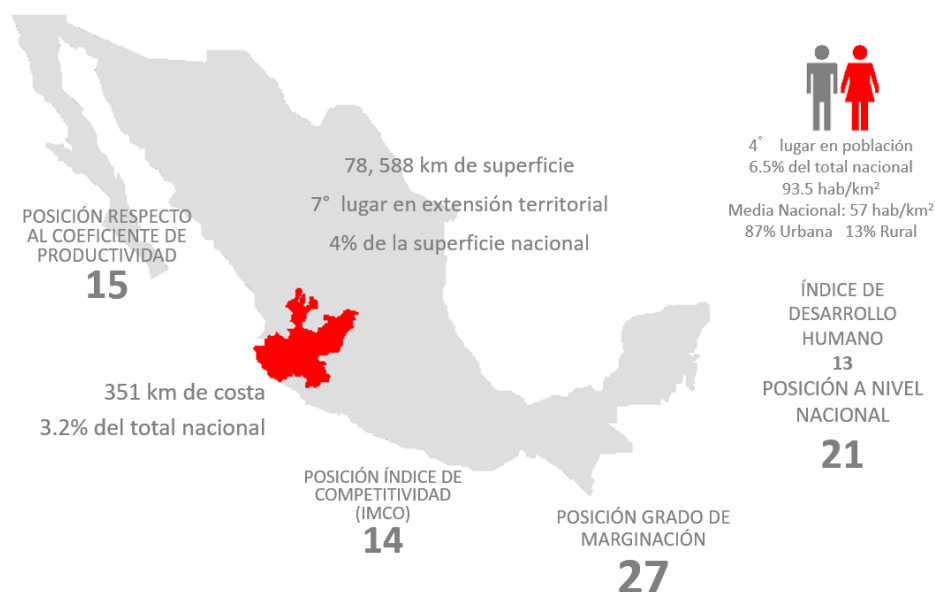 4° lugar en población
6.5% del total nacional
93.5 hab/km²
Media Nacional: 57 hab/km²
87% Urbana 13% Rural
78, 588 km de superficie
7° lugar en extensión territorial
4% de la superficie nacional
POSICIÓN RESPECTO
AL COEFICIENTE DE
PRODUCTIVIDAD
15
ÍNDICE DE
DESARROLLO
HUMANO
13
POSICIÓN A NIVEL
NACIONAL
21
351 km de costa
3.2% del total nacional
POSICIÓN ÍNDICE DE
COMPETITIVIDAD
(IMCO)
14
POSICIÓN GRADO DE
MARGINACIÓN
27